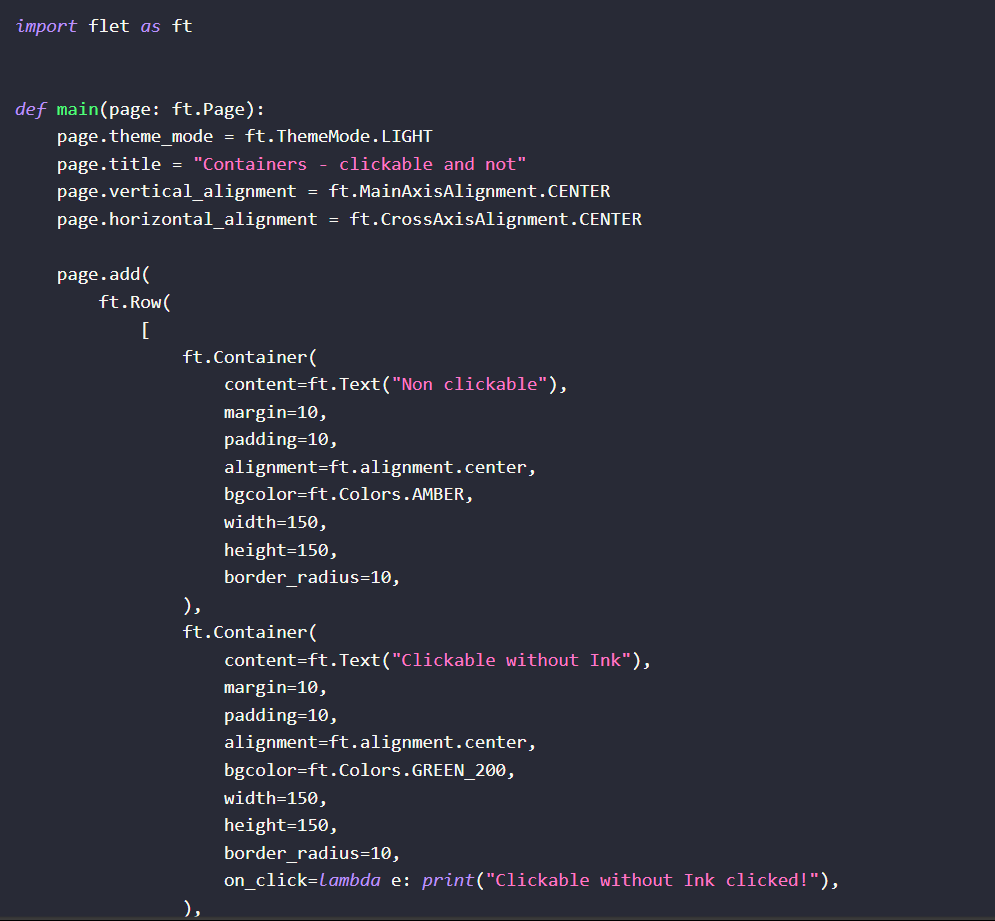 import flet as ft
def main(page: ft.Page):
    page.theme_mode = ft.ThemeMode.LIGHT
    page.title = "Containers - clickable and not"
    page.vertical_alignment = ft.MainAxisAlignment.CENTER
    page.horizontal_alignment = ft.CrossAxisAlignment.CENTER
    page.add(
        ft.Row(
            [
                ft.Container(
                    content=ft.Text("Non clickable"),
                    margin=10,
                    padding=10,
                    alignment=ft.alignment.center,
                    bgcolor=ft.Colors.AMBER,
                    width=150,
                    height=150,
                    border_radius=10,
                ),
                ft.Container(
                    content=ft.Text("Clickable without Ink"),
                    margin=10,
                    padding=10,
                    alignment=ft.alignment.center,
                    bgcolor=ft.Colors.GREEN_200,
                    width=150,
                    height=150,
                    border_radius=10,
                    on_click=lambda e: print("Clickable without Ink clicked!"),
                ),